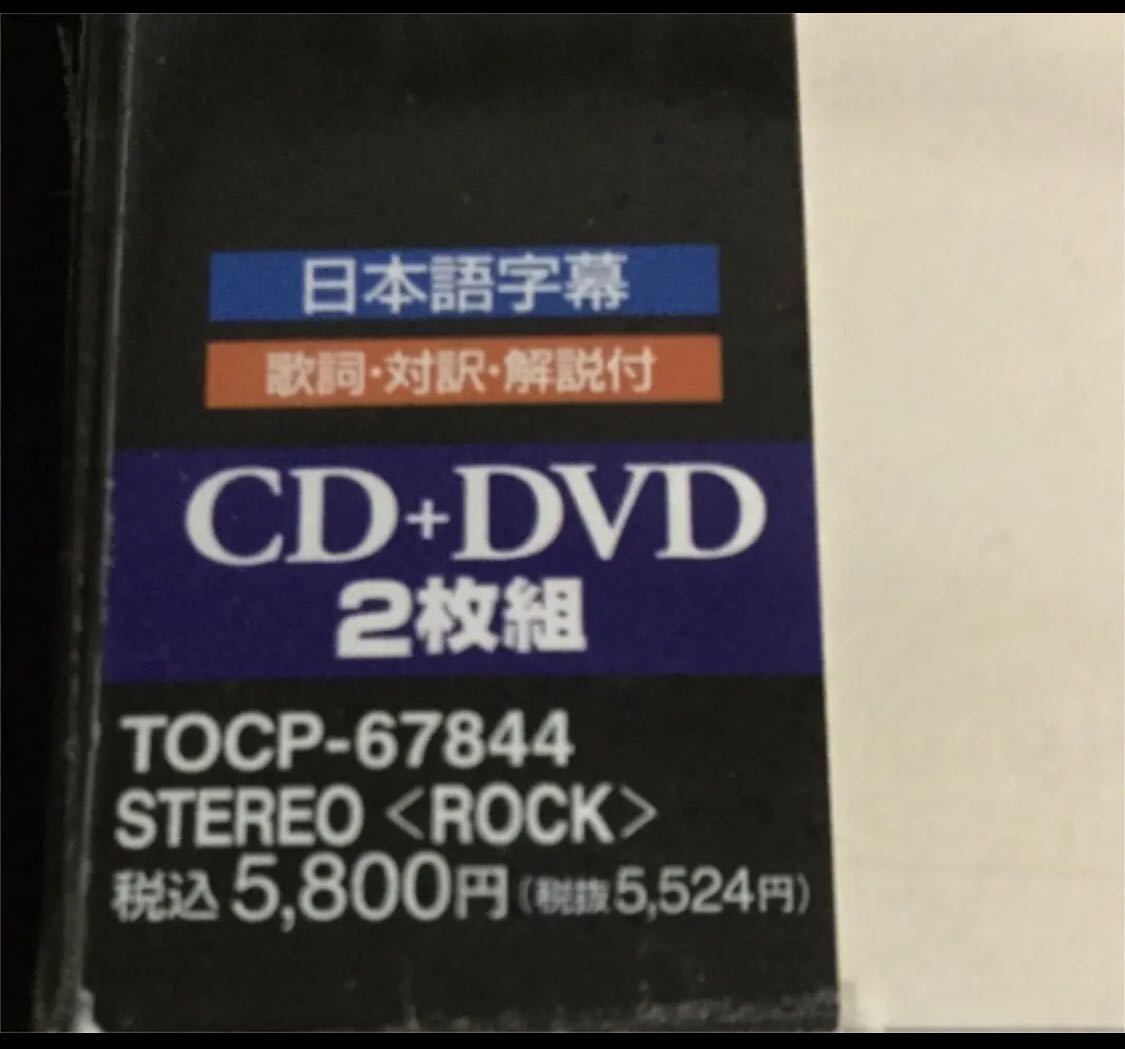 日本語字幕
歌詞・対訳・解説付
CD+DVD
2枚組
TOCP-67844
STEREO <ROCK>
税込5,800円(税抜5,524円)